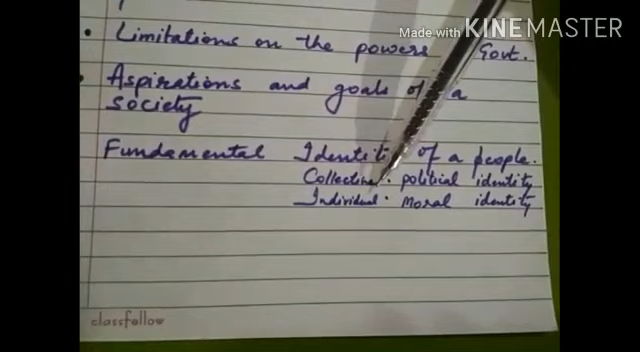 Made with KINEMASTER
• Limitations on the powers Govt.
• Aspirations and goals of a
society
Fundamental Identity of a people.
Collective · political identity
Individual · Moral identity
classfellow